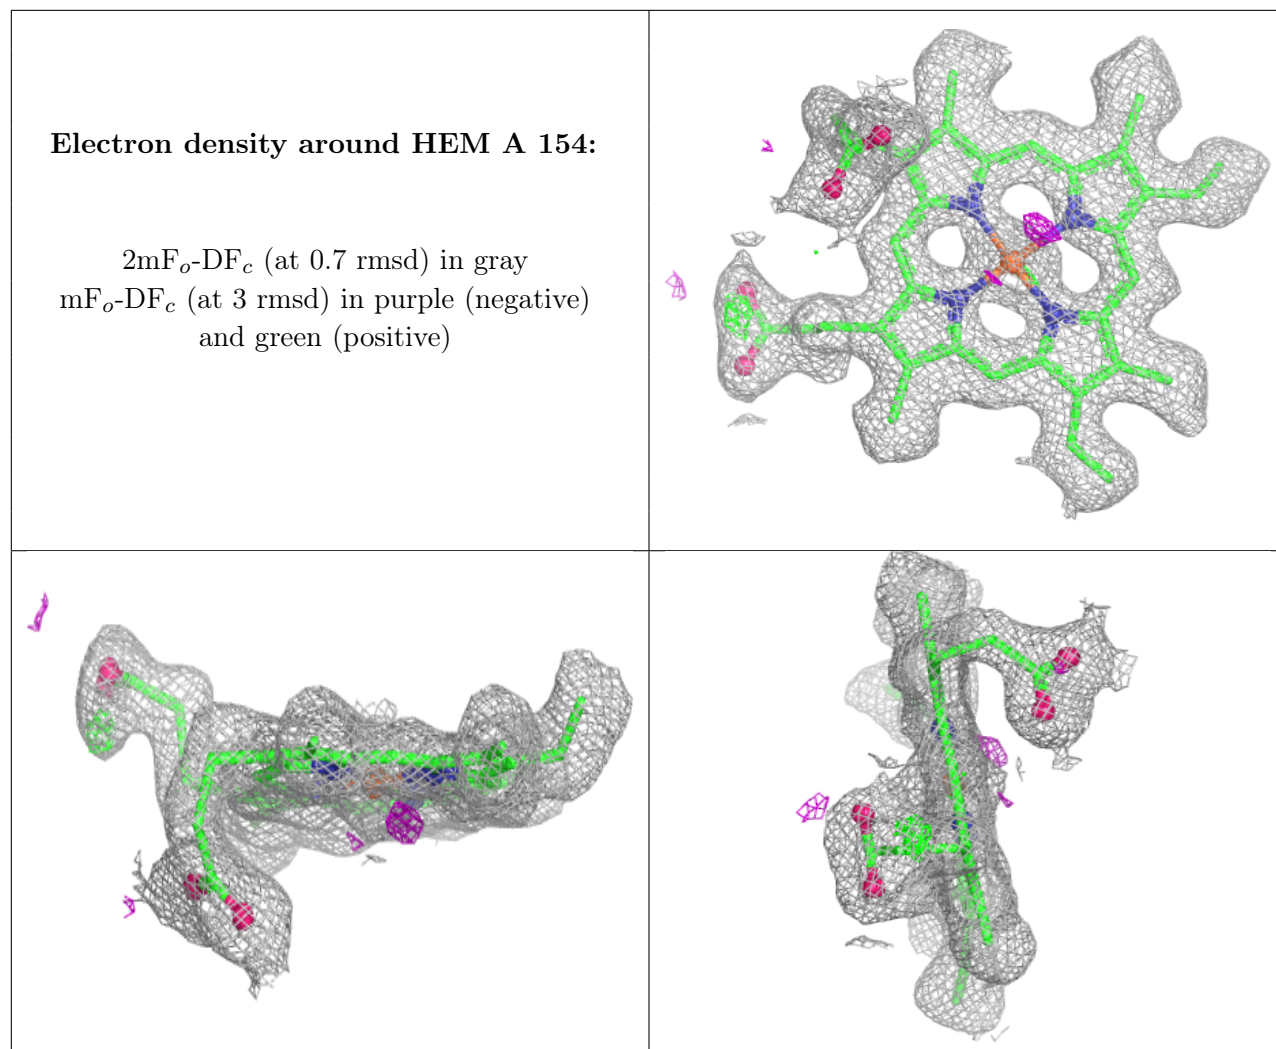 Electron density around HEM A 154:
2mFo-DFc (at 0.7 rmsd) in gray
mFo-DFc (at 3 rmsd) in purple (negative)
and green (positive)